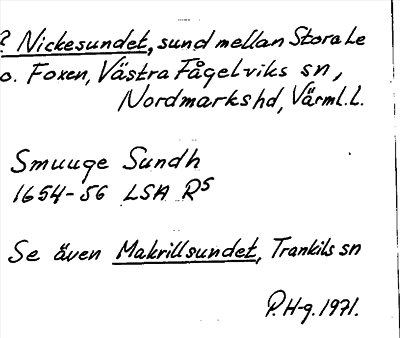 ? Nickesundet, sund mellan Stora Le
o. Foxen, Västra Fågelviks sn,
Nordmarks hd, Värml. L.
Smuuge Sundh
1654-56 LSA R5
Se även Makrillsundet, Trankils sn
P. H-g. 1971.